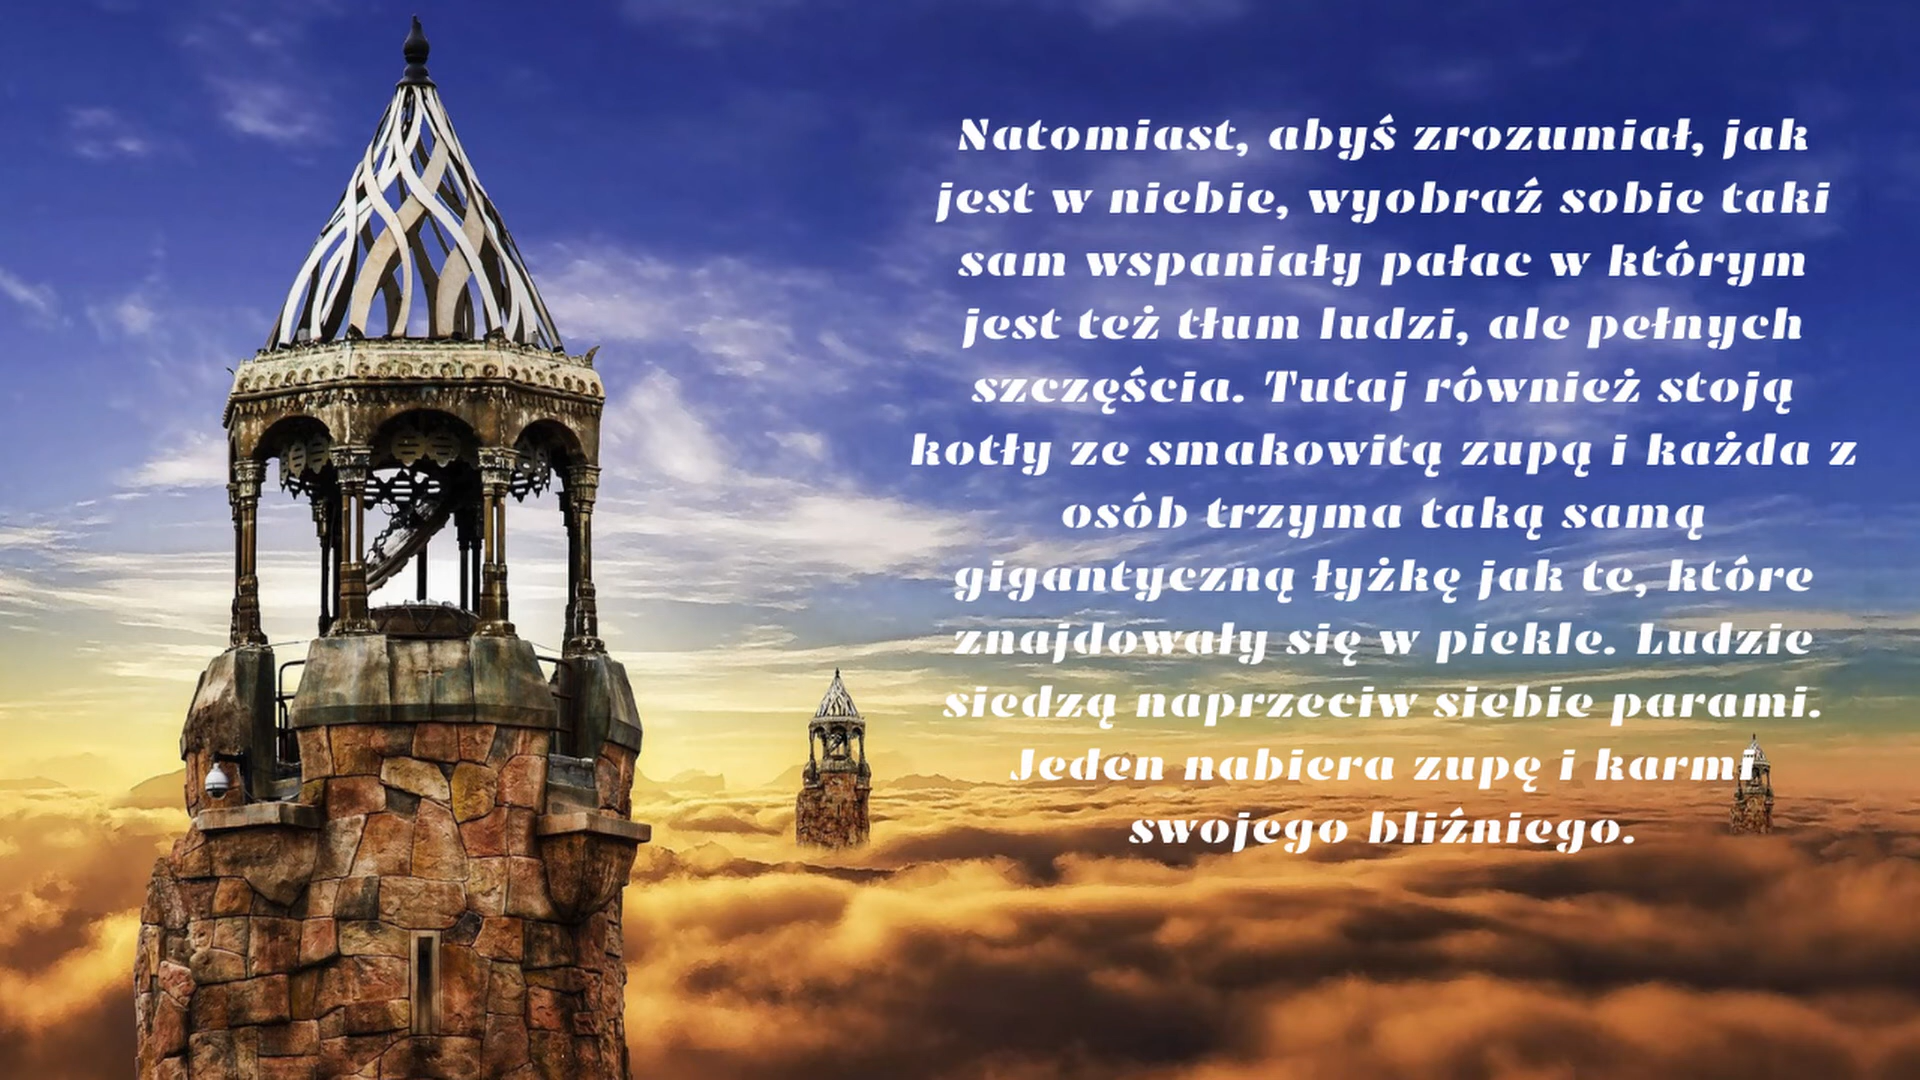 Natomiast, abyś zrozumiał, jak
jest w niebie, wyobraź sobie taki
sam wspaniały pałac w którym
jest też tłum ludzi, ale pełnych
szczęścia. Tutaj również stoją
kotły ze smakowitą zupą i każda z
osób trzyma taką samą
gigantyczną łyżkę jak te, które
znajdowały się w piekle. Ludzie
siedzą naprzeciw siebie parami.
Jeden nabiera zupę i karmi
swojego bliźniego.